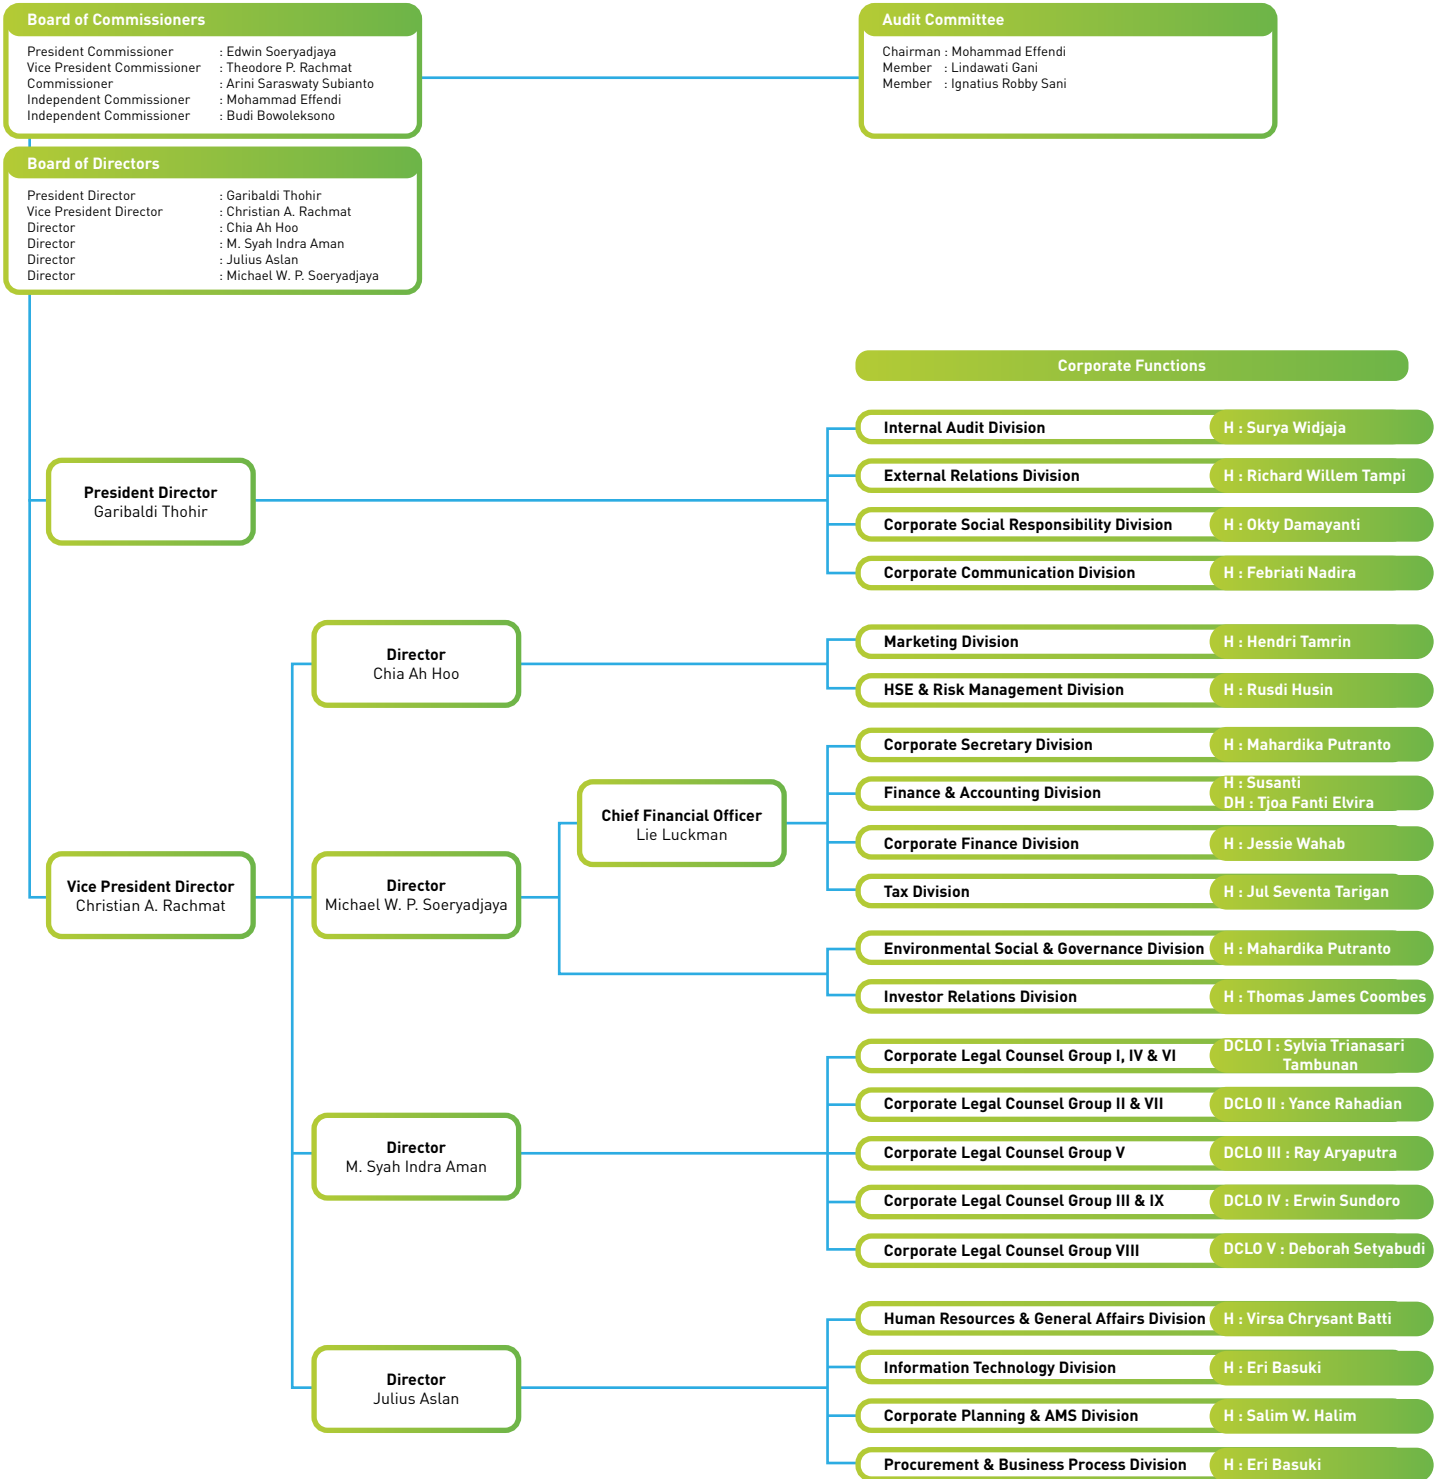 Board of Commissioners
President Commissioner : Edwin Soeryadjaya
Vice President Commissioner : Theodore P. Rachmat
Commissioner : Arini Saraswaty Subianto
Independent Commissioner : Mohammad Effendi
Independent Commissioner : Budi Bowoleksono
Audit Committee
Chairman : Mohammad Effendi
Member : Lindawati Gani
Member : Ignatius Robby Sani
Board of Directors
President Director : Garibaldi Thohir
Vice President Director : Christian A. Rachmat
Director : Chia Ah Hoo
Director : M. Syah Indra Aman
Director : Julius Aslan
Director : Michael W. P. Soeryadjaya
Corporate Functions
President Director
Garibaldi Thohir
Internal Audit Division H : Surya Widjaja
External Relations Division H : Richard Willem Tampi
Corporate Social Responsibility Division H : Okty Damayanti
Corporate Communication Division H : Febriati Nadira
Vice President Director
Christian A. Rachmat
Director
Chia Ah Hoo
Marketing Division H : Hendri Tamrin
HSE & Risk Management Division H : Rusdi Husin
Director
Michael W. P. Soeryadjaya
Chief Financial Officer
Lie Luckman
Corporate Secretary Division H : Mahardika Putranto
Finance & Accounting Division H : Susanti
DH : Tjoa Fanti Elvira
Corporate Finance Division H : Jessie Wahab
Tax Division H : Jul Seventa Tarigan
Environmental Social & Governance Division H : Mahardika Putranto
Investor Relations Division H : Thomas James Coombes
Director
M. Syah Indra Aman
Corporate Legal Counsel Group I, IV & VI DCLO I : Sylvia Trianasari
Tambunan
Corporate Legal Counsel Group II & VII DCLO II : Yance Rahadian
Corporate Legal Counsel Group V DCLO III : Ray Aryaputra
Corporate Legal Counsel Group III & IX DCLO IV : Erwin Sundoro
Corporate Legal Counsel Group VIII DCLO V : Deborah Setyabudi
Director
Julius Aslan
Human Resources & General Affairs Division H : Virsa Chrysant Batti
Information Technology Division H : Eri Basuki
Corporate Planning & AMS Division H : Salim W. Halim
Procurement & Business Process Division H : Eri Basuki